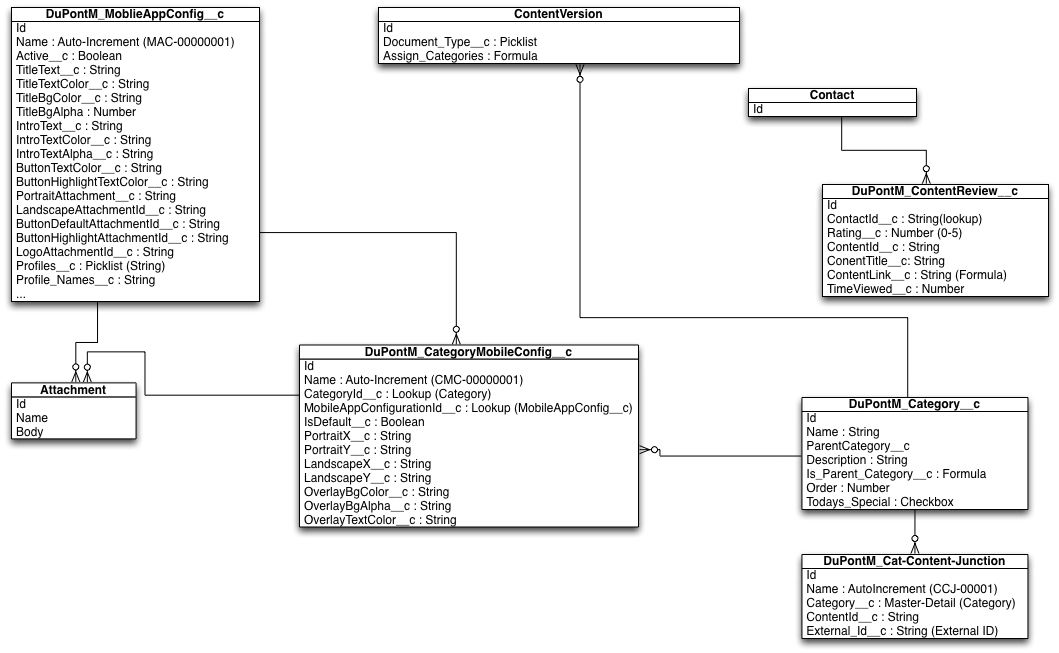 DuPontM_MoblieAppConfig__c
Id
Name : Auto-Increment (MAC-00000001)
Active__c : Boolean
TitleText__c : String
TitleTextColor__c : String
TitleBgColor__c : String
TitleBgAlpha : Number
IntroText__c : String
IntroTextColor__c : String
IntroTextAlpha__c : String
ButtonTextColor__c : String
ButtonHighlightTextColor__c : String
PortraitAttachment__c : String
LandscapeAttachmentId__c : String
ButtonDefaultAttachmentId__c : String
ButtonHighlightAttachmentId__c : String
LogoAttachmentId__c : String
Profiles__c : Picklist (String)
Profile_Names__c : String
...
ContentVersion
Id
Document_Type__c : Picklist
Assign_Categories : Formula
Contact
Id
DuPontM_ContentReview__c
Id
ContactId__c : String(lookup)
Rating__c : Number (0-5)
ContentId__c : String
ConentTitle__c: String
ContentLink__c : String (Formula)
TimeViewed__c : Number
Attachment
Id
Name
Body
DuPontM_CategoryMobileConfig__c
Id
Name : Auto-Increment (CMC-00000001)
CategoryId__c : Lookup (Category)
MobileAppConfigurationId__c : Lookup (MobileAppConfig__c)
IsDefault__c : Boolean
PortraitX__c : String
PortraitY__c : String
LandscapeX__c : String
LandscapeY__c : String
OverlayBgColor__c : String
OverlayBgAlpha__c : String
OverlayTextColor__c : String
DuPontM_Category__c
Id
Name : String
ParentCategory__c
Description : String
Is_Parent_Category__c : Formula
Order : Number
Todays_Special : Checkbox
DuPontM_Cat-Content-Junction
Id
Name : AutoIncrement (CCJ-00001)
Category__c : Master-Detail (Category)
ContentId__c : String
External_Id__c : String (External ID)